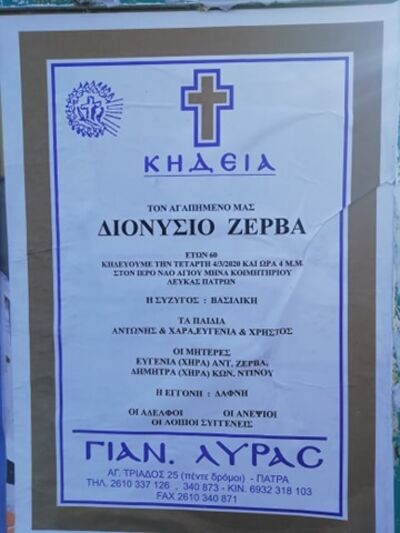 ΚΗΔΕΙΑ
ΤΟΝ ΑΓΑΠΗΜΕΝΟ ΜΑΣ
ΔΙΟΝΥΣΙΟ ΖΕΡΒΑ
ΕΤΩΝ 60
ΚΗΔΕΥΟΥΜΕ ΤΗΝ ΤΕΤΑΡΤΗ 4/3/2020 ΚΑΙ ΩΡΑ 4 Μ.Μ.
ΣΤΟΝ ΙΕΡΟ ΝΑΟ ΑΓΙΟΥ ΜΗΝΑ ΚΟΙΜΗΤΗΡΙΟΥ
ΛΕΥΚΑΣ ΠΑΤΡΩΝ
Η ΣΥΖΥΓΟΣ : ΒΑΣΙΛΙΚΗ
ΤΑ ΠΑΙΔΙΑ
ΑΝΤΩΝΗΣ & ΧΑΡΑ,ΕΥΓΕΝΙΑ & ΧΡΗΣΤΟΣ
ΟΙ ΜΗΤΕΡΕΣ
ΕΥΓΕΝΙΑ (ΧΗΡΑ) ΑΝΤ. ΖΕΡΒΑ,
ΔΗΜΗΤΡΑ (ΧΗΡΑ) ΚΩΝ. ΝΤΙΝΟΥ
Η ΕΓΓΟΝΗ : ΔΑΦΝΗ
ΟΙ ΑΔΕΛΦΟΙ ΟΙ ΑΝΕΨΙΟΙ
ΟΙ ΛΟΙΠΟΙ ΣΥΓΓΕΝΕΙΣ
ΓΙΑΝ. ΛΥΡΑΣ
ΑΓ. ΤΡΙΑΔΟΣ 25 (πέντε δρόμοι) - ΠΑΤΡΑ
ΤΗΛ. 2610 337 126 . 340 873 - ΚΙΝ. 6932 318 103
FAX 2610 340 871